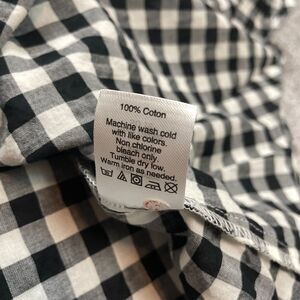 100% Coton
Machine wash cold
with like colors.
Non chlorine
bleach only.
Tumble dry low.
Warm iron as needed.